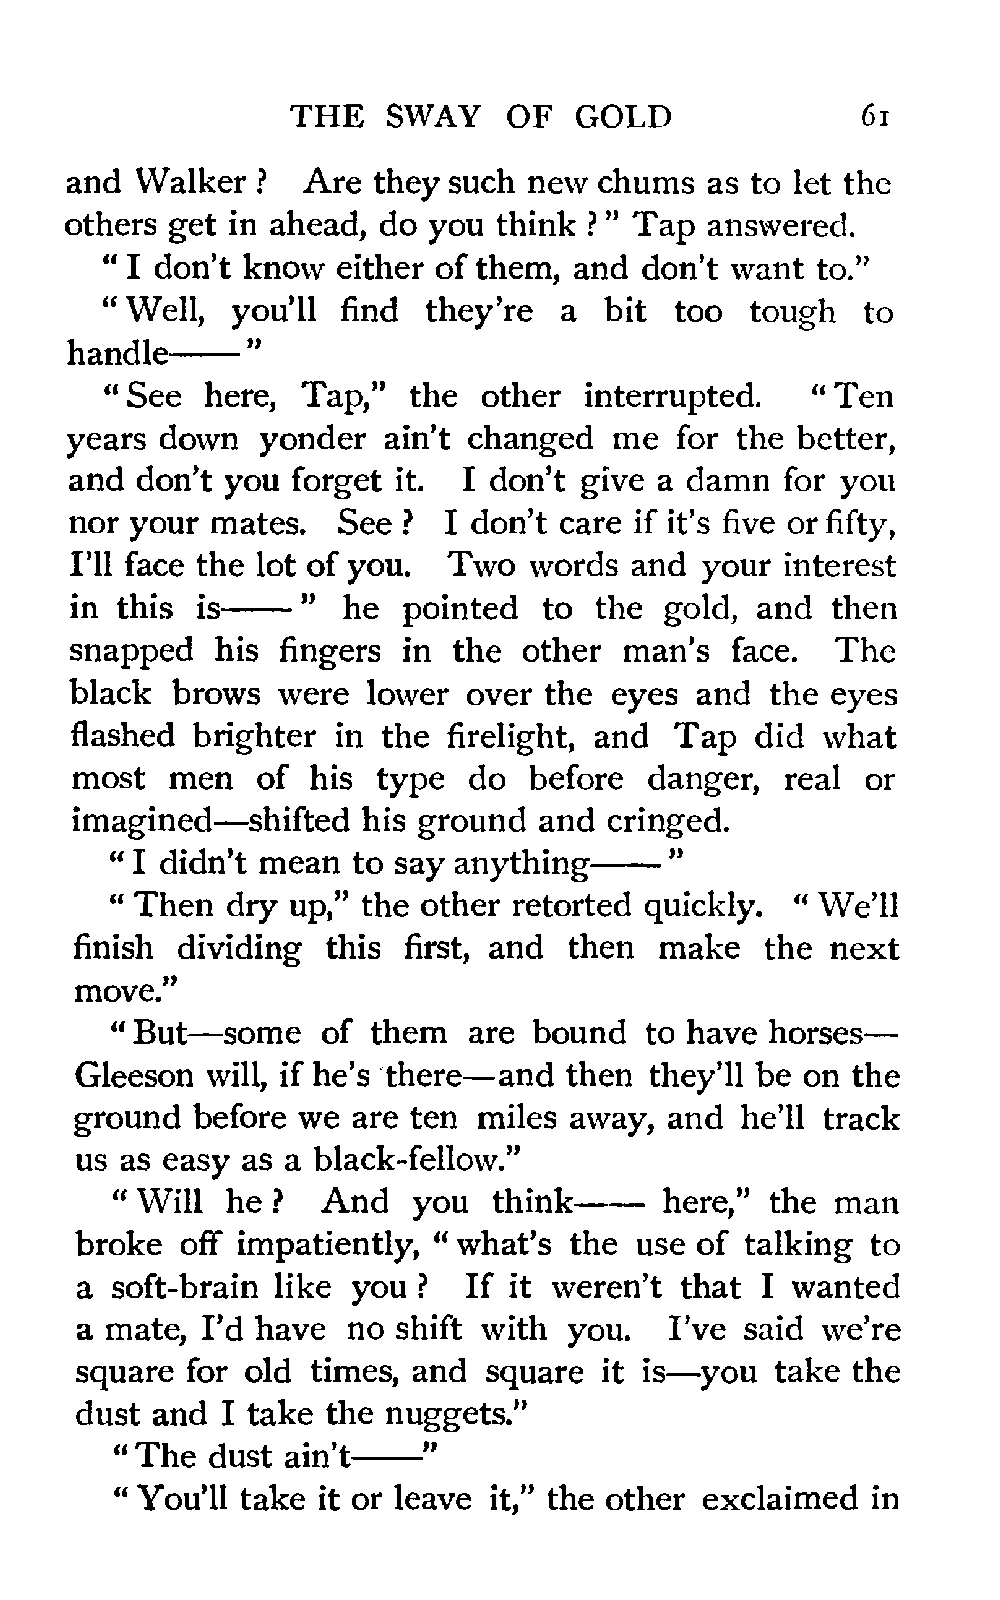 THE SWAY OF GOLD 61
and Walker ? Are they such new chums as to let the
others get in ahead, do you think ? " Tap answered.
" I don't know either of them, and don't want to."
" Well, you'll find they're a bit too tough to
handle—— "
" See here, Tap," the other interrupted. " Ten
years down yonder ain't changed me for the better,
and don't you forget it. I don't give a damn for you
nor your mates. See ? I don't care if it's five or fifty,
I'll face the lot of you. Two words and your interest
in this is—— " he pointed to the gold, and then
snapped his fingers in the other man's face. The
black brows were lower over the eyes and the eyes
flashed brighter in the firelight, and Tap did what
most men of his type do before danger, real or
imagined—shifted his ground and cringed.
" I didn't mean to say anything—— "
" Then dry up," the other retorted quickly. " We'll
finish dividing this first, and then make the next
move."
" But—some of them are bound to have horses—
Gleeson will, if he's there—and then they'll be on the
ground before we are ten miles away, and he'll track
us as easy as a black-fellow."
" Will he ? And you think—— here," the man
broke off impatiently, " what's the use of talking to
a soft-brain like you ? If it weren't that I wanted
a mate, I'd have no shift with you. I've said we're
square for old times, and square it is—you take the
dust and I take the nuggets."
" The dust ain't——"
" You'll take it or leave it," the other exclaimed in